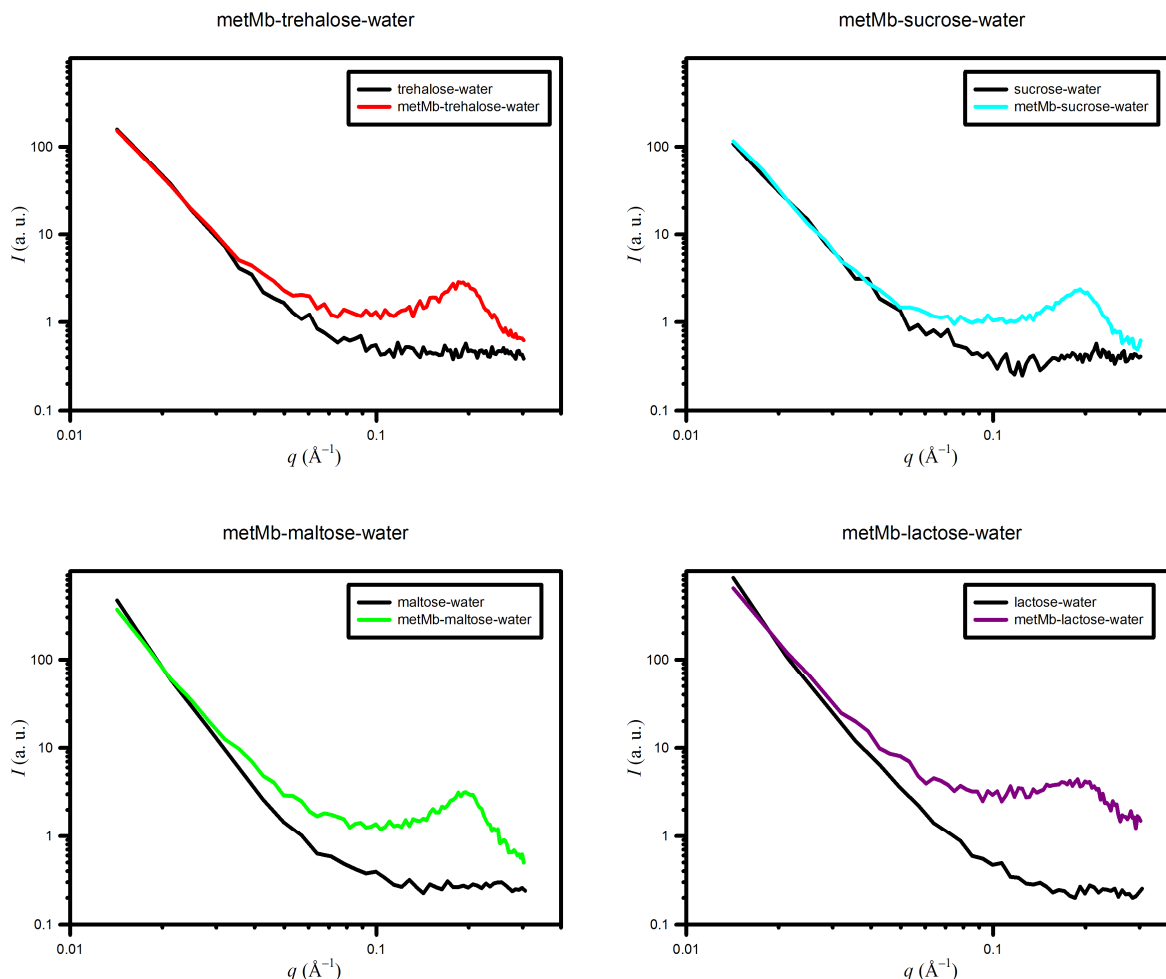 metMb-trehalose-water
trehalose-water
metMb-trehalose-water
100
10
1
0.1
I (a. u.)
0.01
0.1
q (Å⁻¹)
metMb-sucrose-water
sucrose-water
metMb-sucrose-water
100
10
1
0.1
I (a. u.)
0.01
0.1
q (Å⁻¹)
metMb-maltose-water
maltose-water
metMb-maltose-water
100
10
1
0.1
I (a. u.)
0.01
0.1
q (Å⁻¹)
metMb-lactose-water
lactose-water
metMb-lactose-water
100
10
1
0.1
I (a. u.)
0.01
0.1
q (Å⁻¹)